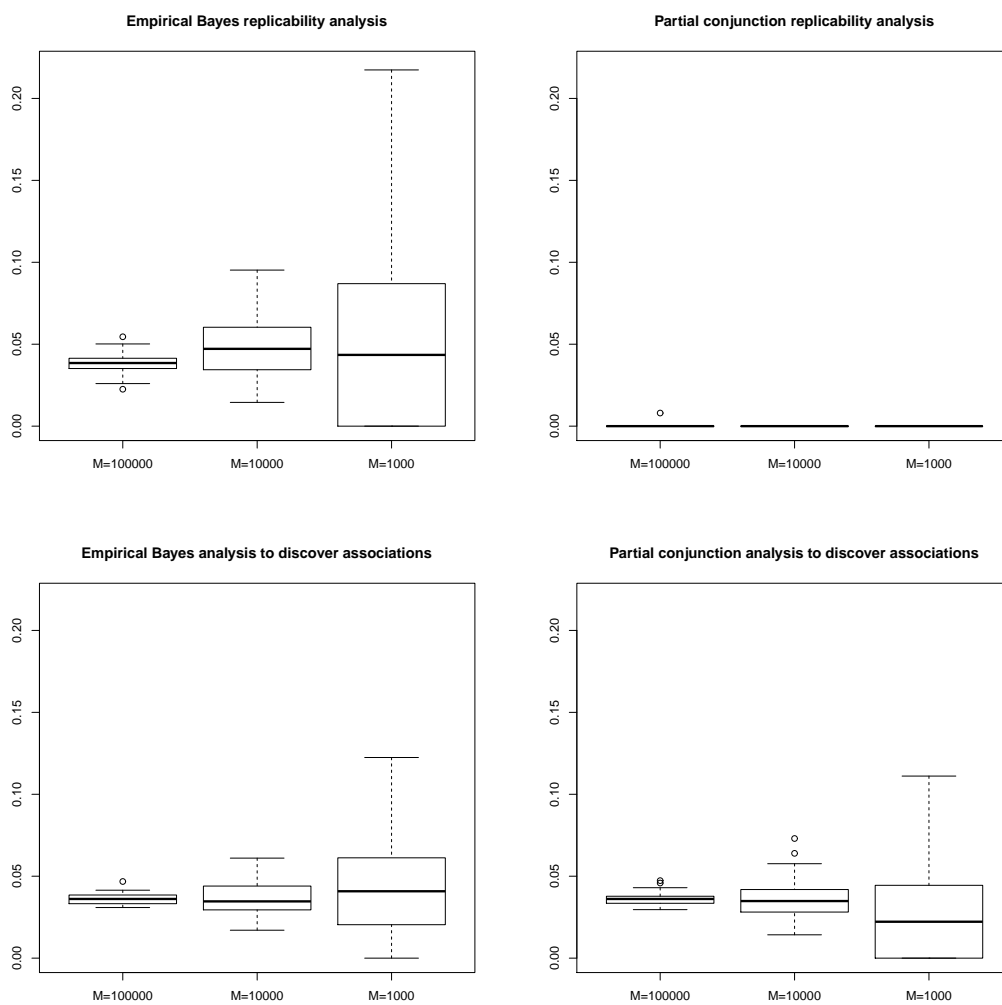 Empirical Bayes replicability analysis
0.20
0.15
0.10
0.05
0.00
M=100000 M=10000 M=1000
Partial conjunction replicability analysis
0.20
0.15
0.10
0.05
0.00
M=100000 M=10000 M=1000
Empirical Bayes analysis to discover associations
0.20
0.15
0.10
0.05
0.00
M=100000 M=10000 M=1000
Partial conjunction analysis to discover associations
0.20
0.15
0.10
0.05
0.00
M=100000 M=10000 M=1000